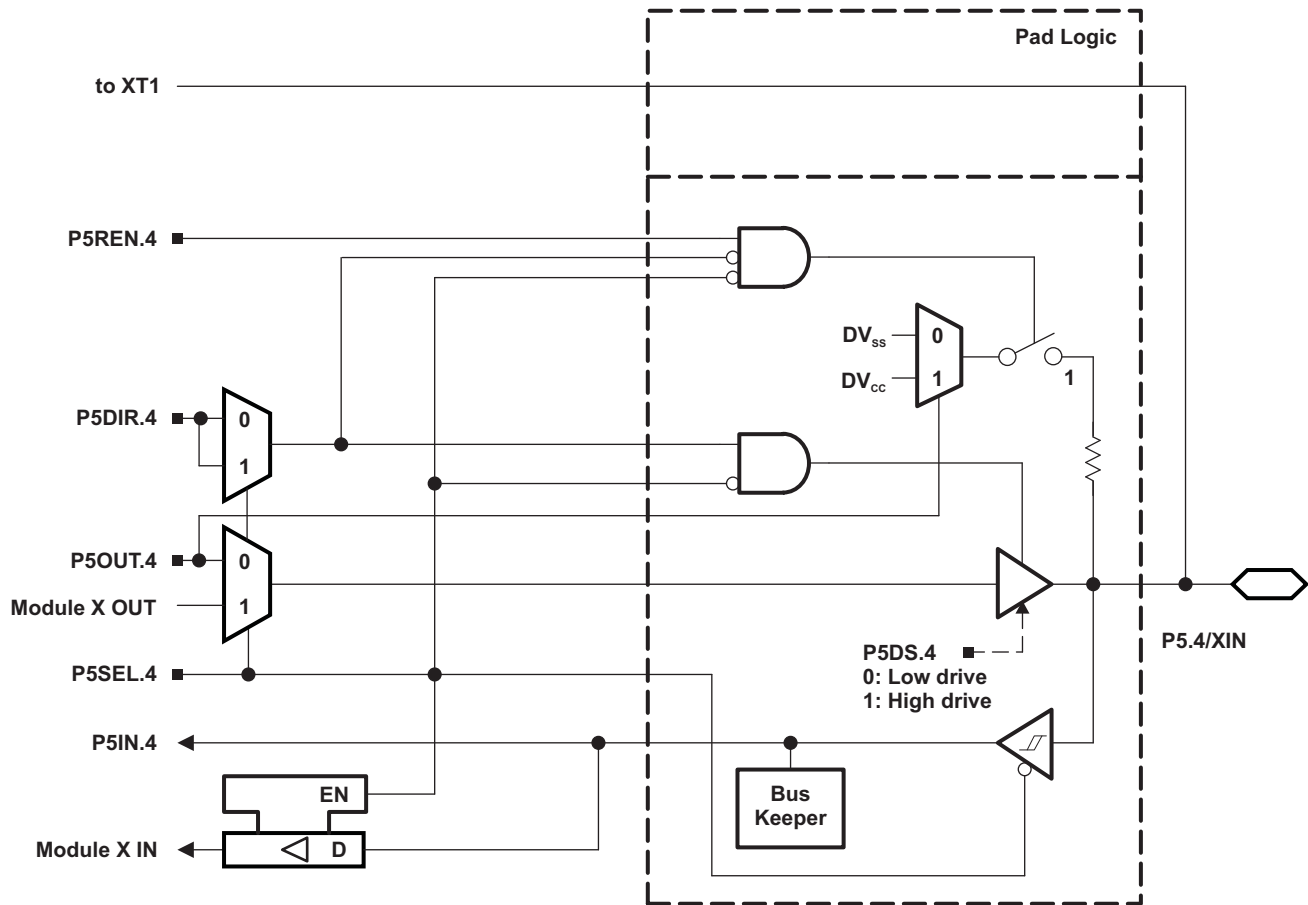 Pad Logic
to XT1
P5REN.4
DVSS
0
DVCC
1
1
P5DIR.4
0
1
P5OUT.4
0
Module X OUT
1
P5DS.4
0: Low drive
1: High drive
P5.4/XIN
P5SEL.4
P5IN.4
EN
Bus
Keeper
Module X IN
D